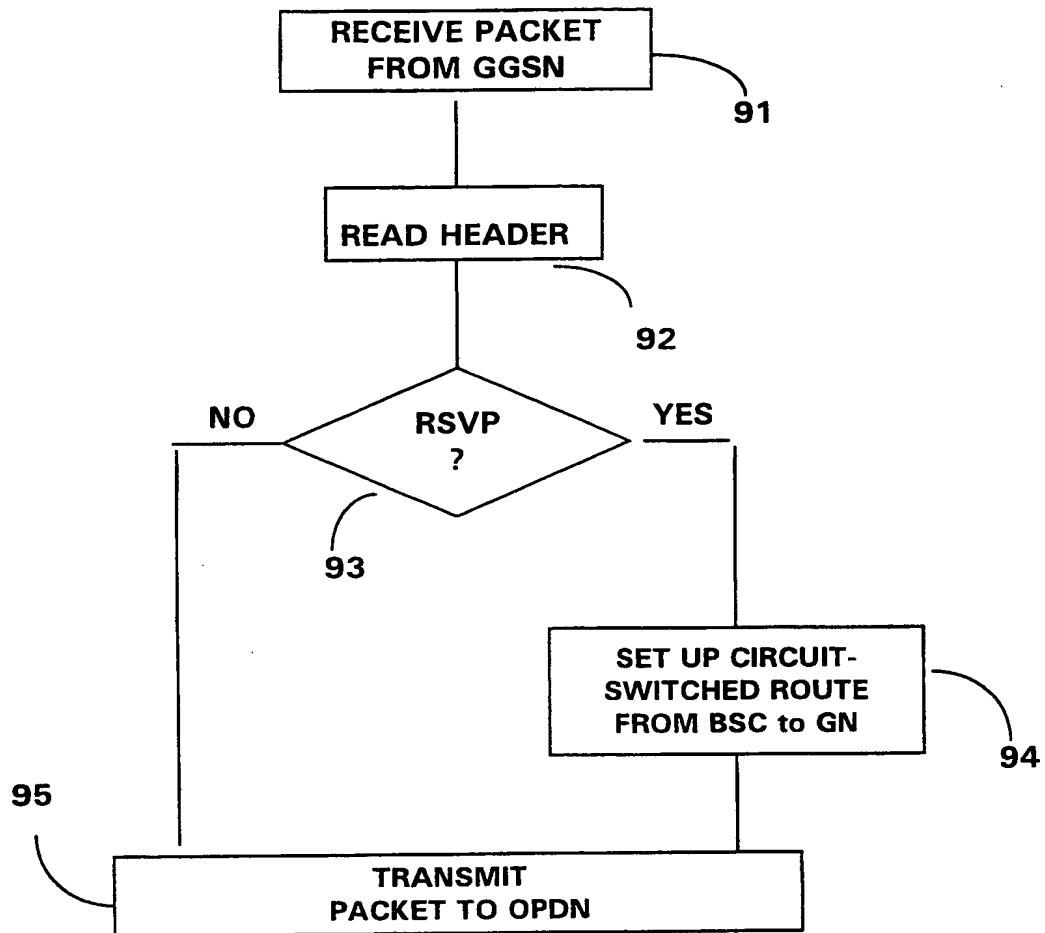 RECEIVE PACKET
FROM GGSN
91
READ HEADER
92
NO
RSVP
?
YES
93
SET UP CIRCUIT-
SWITCHED ROUTE
FROM BSC to GN
94
95
TRANSMIT
PACKET TO OPDN